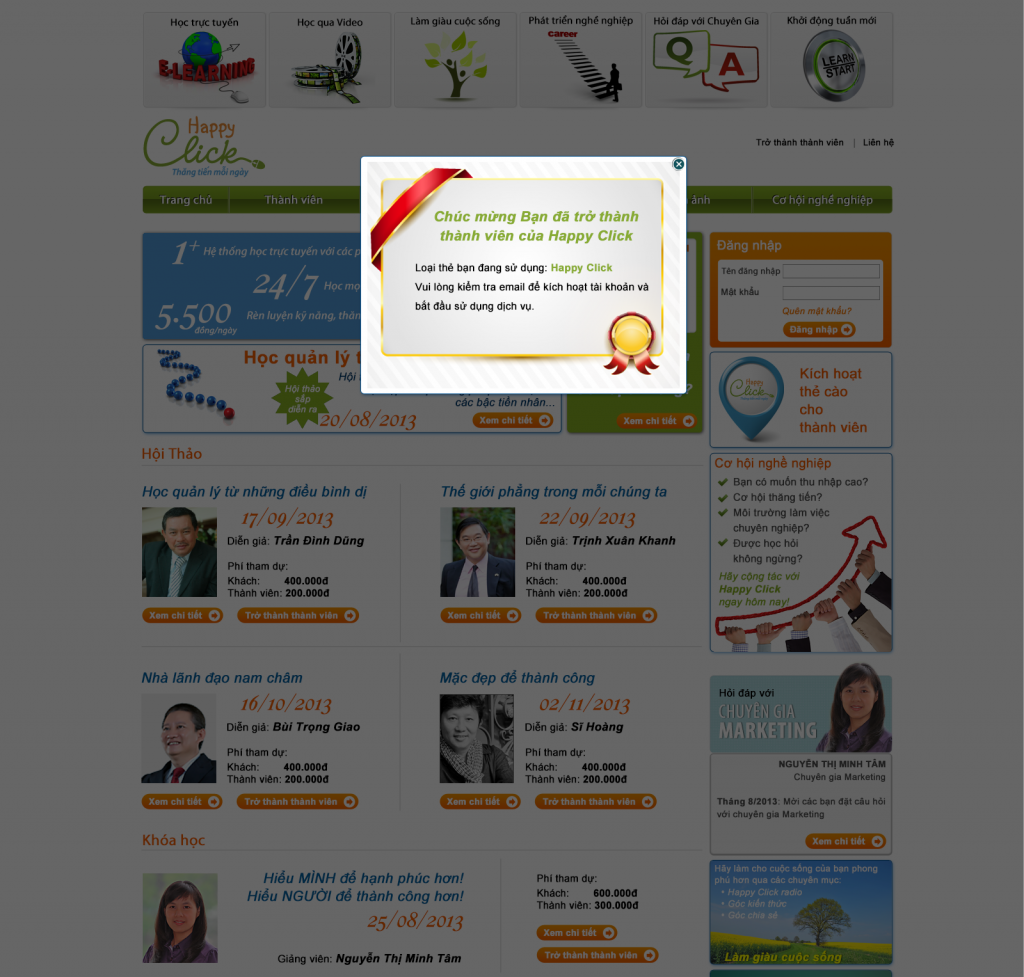 Học trực tuyến
Học qua Video
Làm giàu cuộc sống
Phát triển nghề nghiệp
Hỏi đáp với Chuyên Gia
Khởi động tuần mới
E-LEARNING
career
Q
A
LEARN
START
Happy
Click
Thăng tiến mỗi ngày
Trở thành thành viên | Liên hệ
Trang chủ
Thành viên
ảnh
Cơ hội nghề nghiệp
Chúc mừng Bạn đã trở thành
thành viên của Happy Click
Loại thẻ bạn đang sử dụng: Happy Click
Vui lòng kiểm tra email để kích hoạt tài khoản và
bắt đầu sử dụng dịch vụ.
1+ Hệ thống học trực tuyến với các p
24/7 Học mọ
5.500 Rèn luyện kỹ năng, thàn
đồng/ngày
Học quản lý t
Hội t
Hội thảo
sắp
diễn ra
các bậc tiền nhân...
20/08/2013
Xem chi tiết
?
Xem chi tiết
Đăng nhập
Tên đăng nhập
Mật khẩu
Quên mật khẩu?
Đăng nhập
Happy
Click
Kích hoạt
thẻ cào
cho
thành viên
Cơ hội nghề nghiệp
Bạn có muốn thu nhập cao?
Cơ hội thăng tiến?
Môi trường làm việc
chuyên nghiệp?
Được học hỏi
không ngừng?
Hãy cộng tác với
Happy Click
ngay hôm nay!
Hội Thảo
Học quản lý từ những điều bình dị
17/09/2013
Diễn giả: Trần Đình Dũng
Phí tham dự:
Khách: 400.000đ
Thành viên: 200.000đ
Xem chi tiết
Trở thành thành viên
Thế giới phẳng trong mỗi chúng ta
22/09/2013
Diễn giả: Trịnh Xuân Khanh
Phí tham dự:
Khách: 400.000đ
Thành viên: 200.000đ
Xem chi tiết
Trở thành thành viên
Nhà lãnh đạo nam châm
16/10/2013
Diễn giả: Bùi Trọng Giao
Phí tham dự:
Khách: 400.000đ
Thành viên: 200.000đ
Xem chi tiết
Trở thành thành viên
Mặc đẹp để thành công
02/11/2013
Diễn giả: Sĩ Hoàng
Phí tham dự:
Khách: 400.000đ
Thành viên: 200.000đ
Xem chi tiết
Trở thành thành viên
Hỏi đáp với
CHUYÊN GIA
MARKETING
NGUYỄN THỊ MINH TÂM
Chuyên gia Marketing
Tháng 8/2013: Mời các bạn đặt câu hỏi
với chuyên gia Marketing
Xem chi tiết
Khóa học
Hiểu MÌNH để hạnh phúc hơn!
Hiểu NGƯỜI để thành công hơn!
25/08/2013
Giảng viên: Nguyễn Thị Minh Tâm
Phí tham dự:
Khách: 600.000đ
Thành viên: 300.000đ
Xem chi tiết
Trở thành thành viên
Hãy làm cho cuộc sống của bạn phong
phú hơn qua các chuyên mục:
• Happy Click radio
• Góc kiến thức
• Góc chia sẻ
Làm giàu cuộc sống